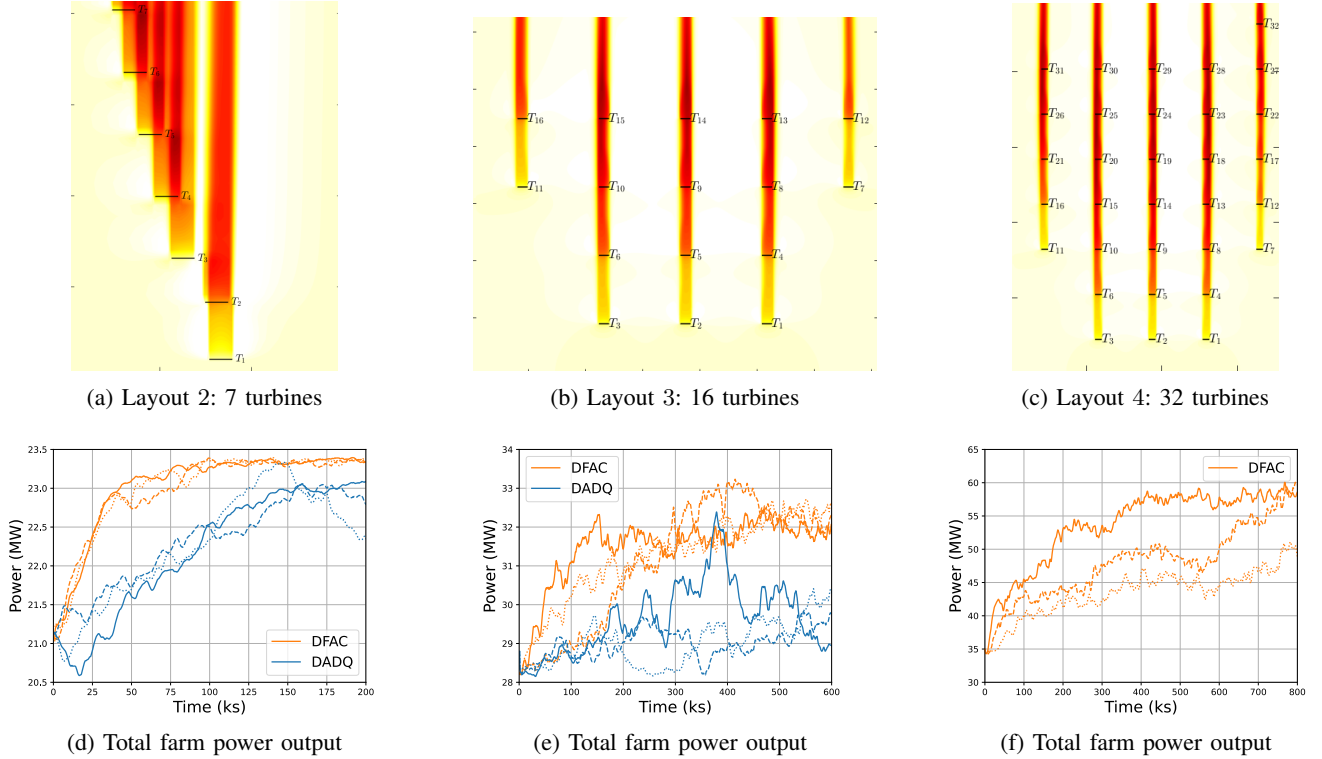 T5
T6
T4
T3
T2
T1
T16 T15 T14 T13 T12
T11 T10 T9 T8 T7
T6 T5 T4
T3 T2 T1
T32
T31 T30 T29 T28 T27
T26 T25 T24 T23 T22
T21 T20 T19 T18 T17
T16 T15 T14 T13 T12
T11 T10 T9 T8 T7
T6 T5 T4
T3 T2 T1
(a) Layout 2: 7 turbines
(b) Layout 3: 16 turbines
(c) Layout 4: 32 turbines
Power (MW)
23.5
23.0
22.5
22.0
21.5
21.0
20.5
0 25 50 75 100 125 150 175 200
Time (ks)
DFAC
DADQ
(d) Total farm power output
Power (MW)
34
33
32
31
30
29
28
0 100 200 300 400 500 600
Time (ks)
DFAC
DADQ
(e) Total farm power output
Power (MW)
65
60
55
50
45
40
35
30
0 100 200 300 400 500 600 700 800
Time (ks)
DFAC
(f) Total farm power output